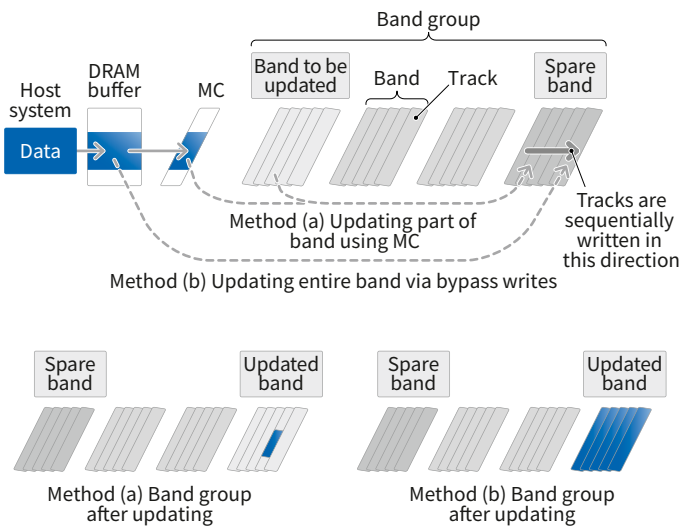 Band group
Band to be
updated
Band
Track
Spare
band
Host
system
DRAM
buffer
MC
Data
Method (a) Updating part of
band using MC
Tracks are
sequentially
written in
this direction
Method (b) Updating entire band via bypass writes
Spare
band
Updated
band
Method (a) Band group
after updating
Spare
band
Updated
band
Method (b) Band group
after updating